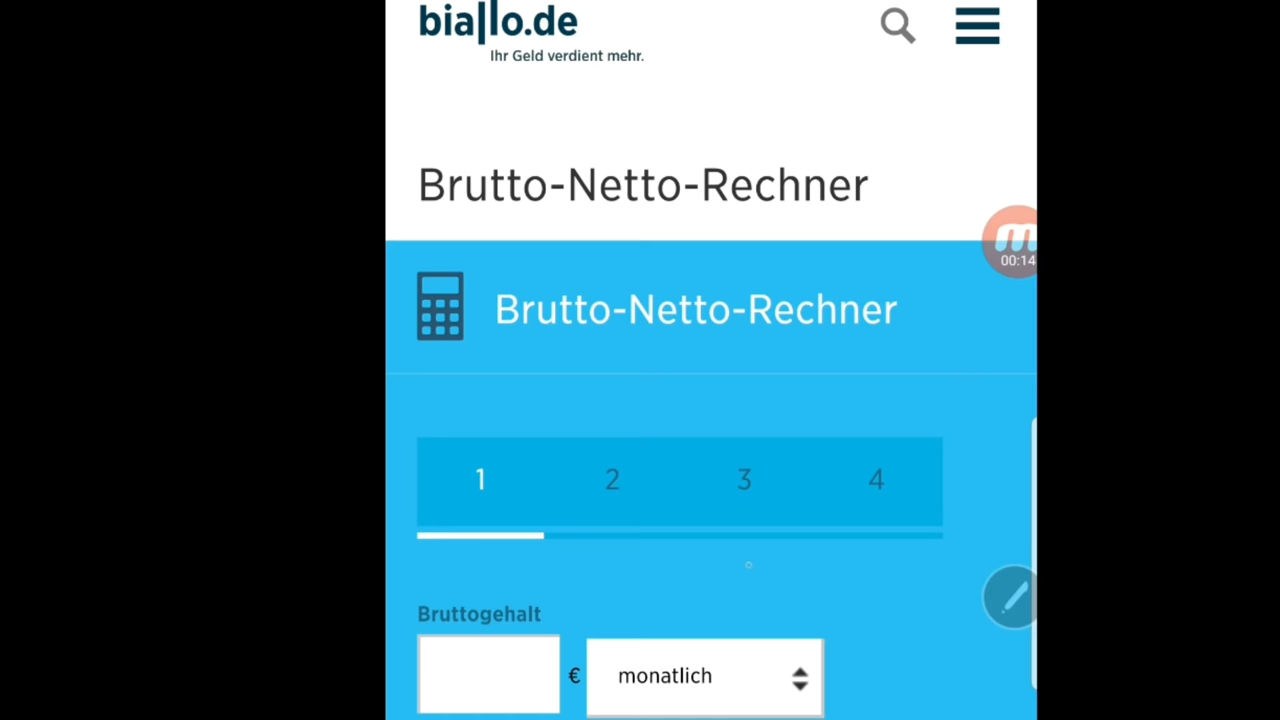 biallo.de
Ihr Geld verdient mehr.
Brutto-Netto-Rechner
00:14
Brutto-Netto-Rechner
1 2 3 4
Bruttogehalt
€ monatlich